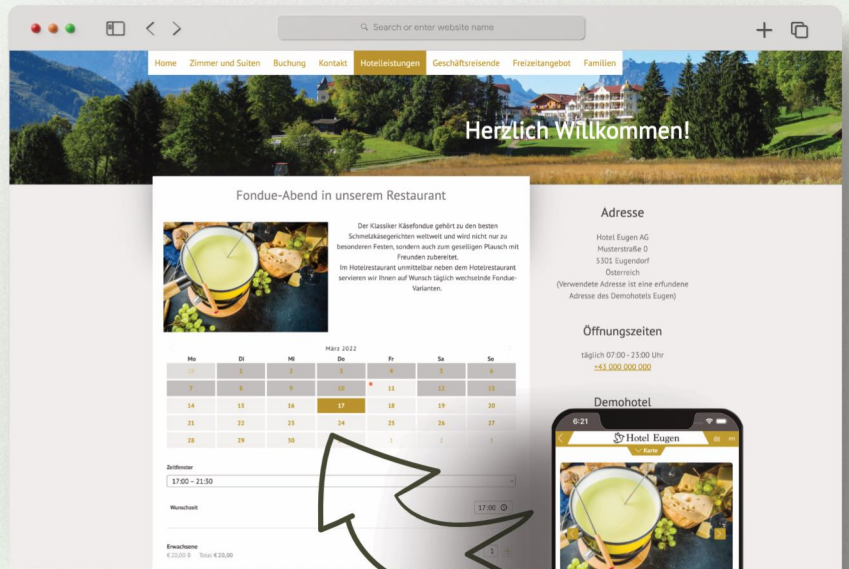 Search or enter website name
Home Zimmer und Suiten Buchung Kontakt Hotelleistungen Geschäftsreisende Freizeitangebot Familien
Herzlich Willkommen!
Fondue-Abend in unserem Restaurant
Der Klassiker Käsefondue gehört zu den besten
Schmelzkäsegerichten weltweit und wird nicht nur zu
besonderen Festen, sondern auch zum geselligen Plausch mit
Freunden zubereitet.
Im Hotelrestaurant unmittelbar neben dem Hotelrestaurant
servieren wir Ihnen auf Wunsch täglich wechselnde Fondue-
Varianten.
März 2022
Mo Di Mi Do Fr Sa So
1 2 3 4 5 6
7 8 9 10 11 12 13
14 15 16 17 18 19 20
21 22 23 24 25 26 27
28 29 30 1 2 3
Zeitfenster
17:00 – 21:30
Wunschzeit
17:00
Erwachsene
€ 20,00 Total € 20,00
1 +
Adresse
Hotel Eugen AG
Musterstraße 0
5301 Eugendorf
Österreich
(Verwendete Adresse ist eine erfundene
Adresse des Demohotels Eugen)
Öffnungszeiten
täglich 07:00 - 23:00 Uhr
+43 000 000 000
Demohotel
6:21
Hotel Eugen
de en
Karte